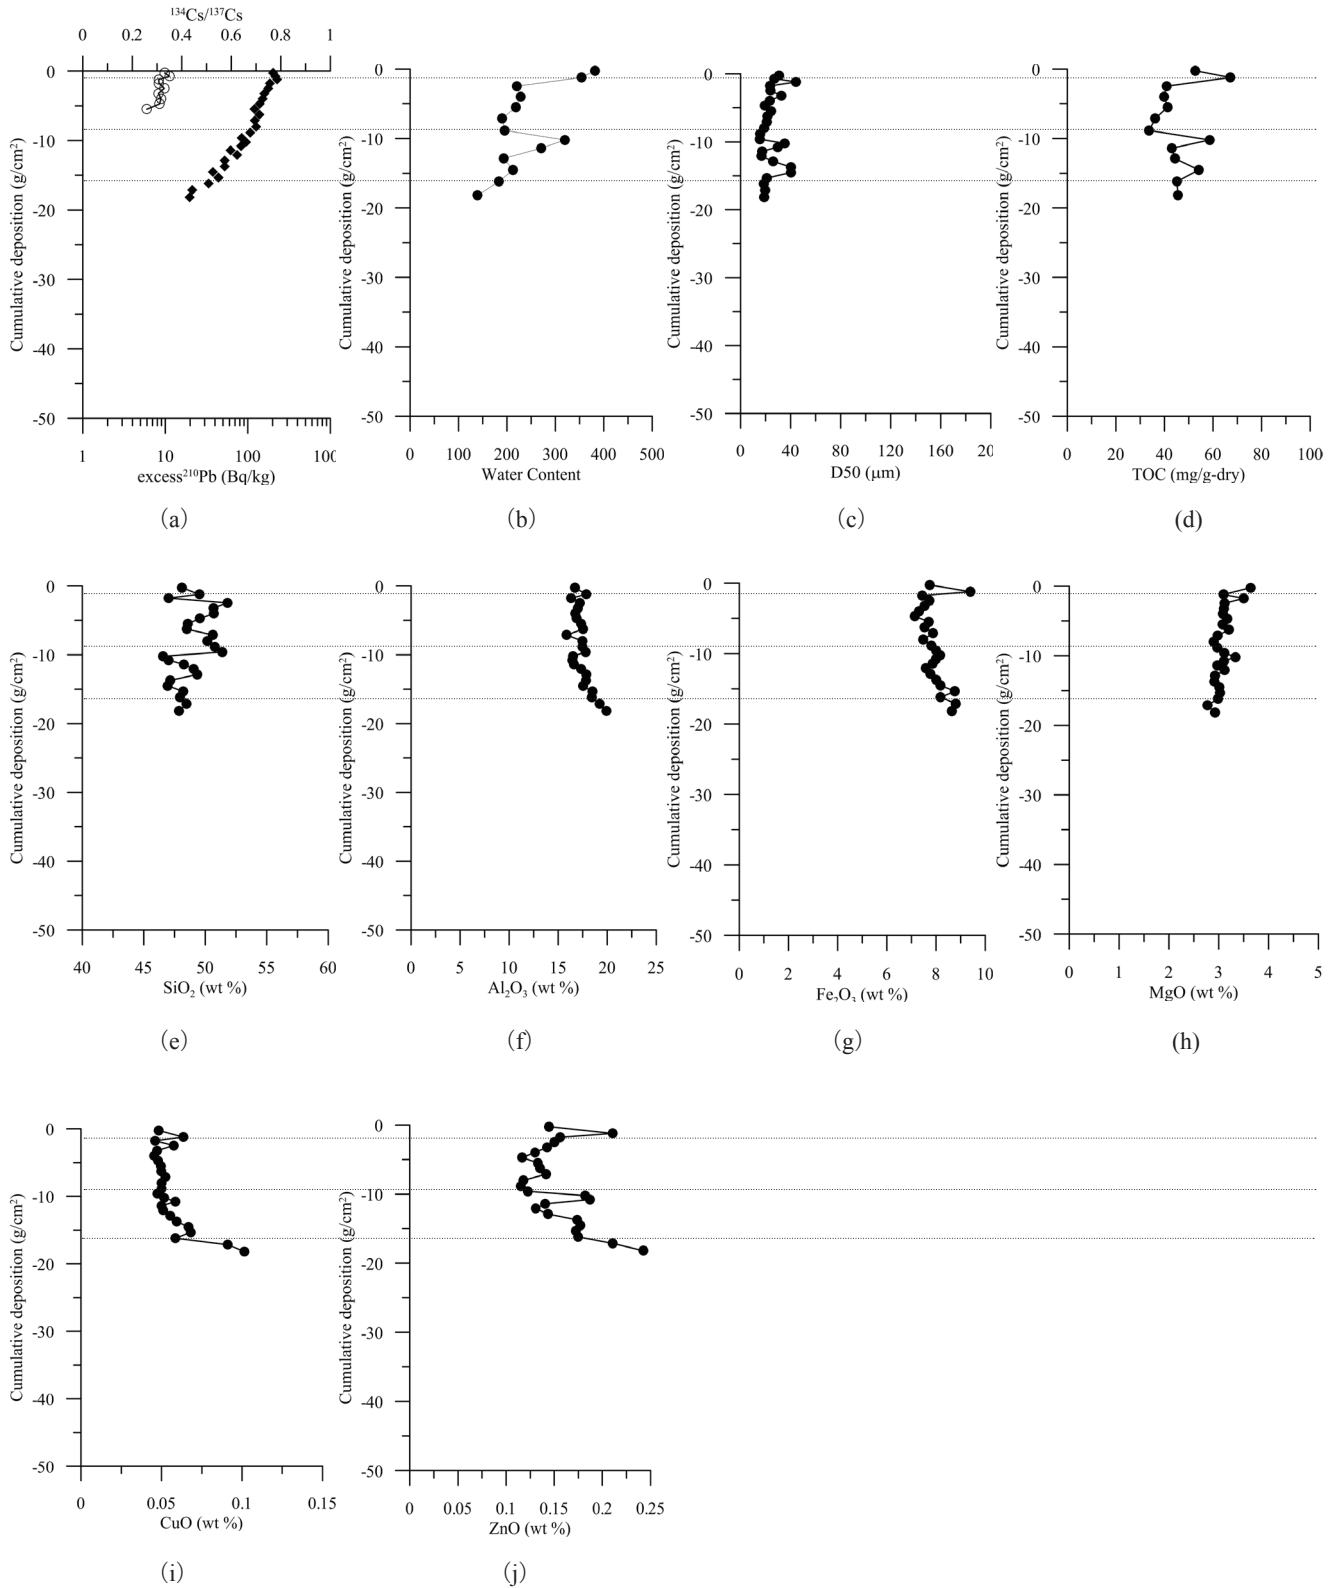 ¹³⁴Cs/¹³⁷Cs
0 0.2 0.4 0.6 0.8 1
0
-10
-20
-30
-40
-50
Cumulative deposition (g/cm²)
1 10 100
excess²¹⁰Pb (Bq/kg)
(a)
0
-10
-20
-30
-40
-50
Cumulative deposition (g/cm²)
0 100 200 300 400 500
Water Content
(b)
0
-10
-20
-30
-40
-50
Cumulative deposition (g/cm²)
0 40 80 120 160 20
D50 (μm)
(c)
0
-10
-20
-30
-40
-50
Cumulative deposition (g/cm²)
0 20 40 60 80 100
TOC (mg/g-dry)
(d)
0
-10
-20
-30
-40
-50
Cumulative deposition (g/cm²)
40 45 50 55 60
SiO₂ (wt %)
(e)
0
-10
-20
-30
-40
-50
Cumulative deposition (g/cm²)
0 5 10 15 20 25
Al₂O₃ (wt %)
(f)
0
-10
-20
-30
-40
-50
Cumulative deposition (g/cm²)
0 2 4 6 8 10
Fe₂O₃ (wt %)
(g)
0
-10
-20
-30
-40
-50
Cumulative deposition (g/cm²)
0 1 2 3 4 5
MgO (wt %)
(h)
0
-10
-20
-30
-40
-50
Cumulative deposition (g/cm²)
0 0.05 0.1 0.15
CuO (wt %)
(i)
0
-10
-20
-30
-40
-50
Cumulative deposition (g/cm²)
0 0.05 0.1 0.15 0.2 0.25
ZnO (wt %)
(j)